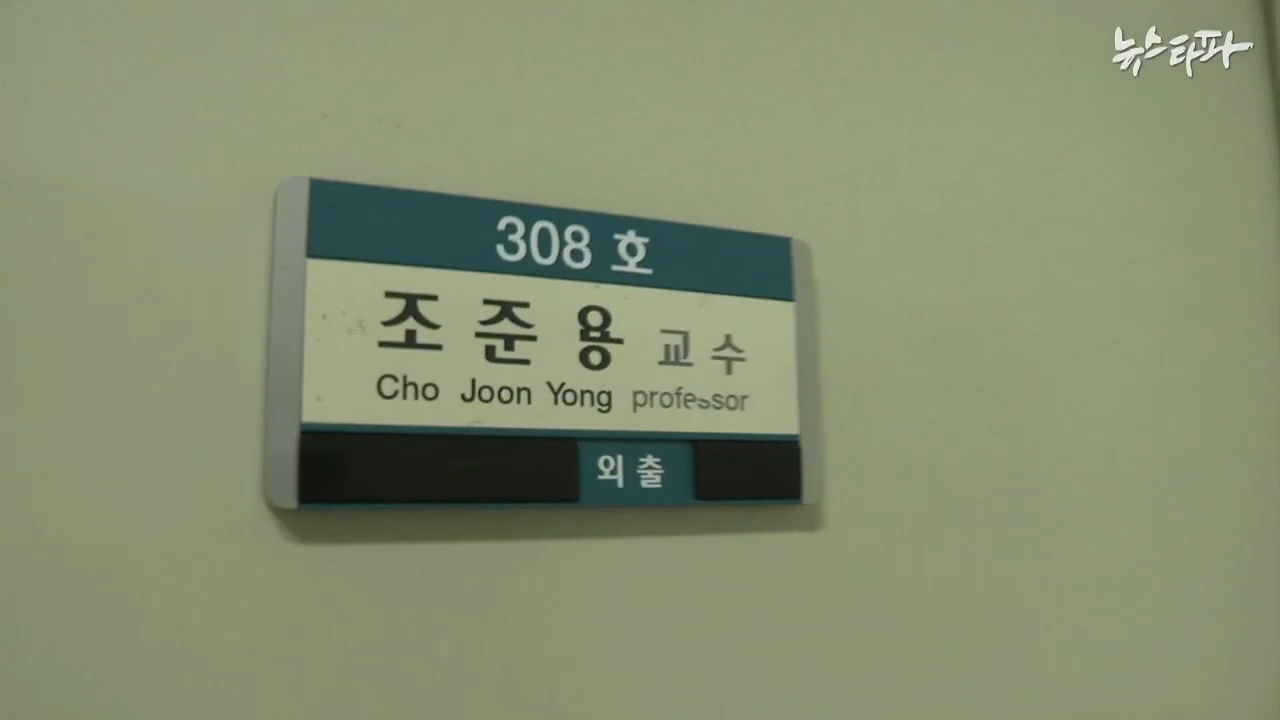 뉴스타파
308 호
조 준 용 교 수
Cho Joon Yong professor
외 출